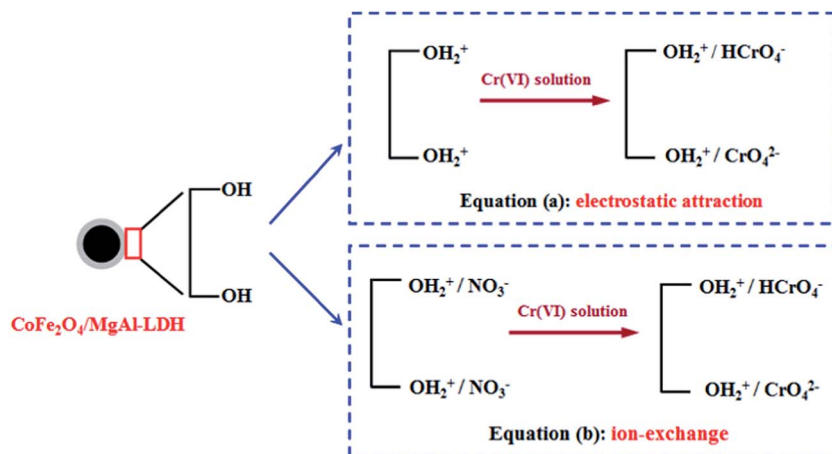 OH
OH
CoFe₂O₄/MgAl-LDH
OH₂⁺
Cr(VI) solution
OH₂⁺ / HCrO₄⁻
OH₂⁺
OH₂⁺ / CrO₄²⁻
Equation (a): electrostatic attraction
OH₂⁺ / NO₃⁻
Cr(VI) solution
OH₂⁺ / HCrO₄⁻
OH₂⁺ / NO₃⁻
OH₂⁺ / CrO₄²⁻
Equation (b): ion-exchange